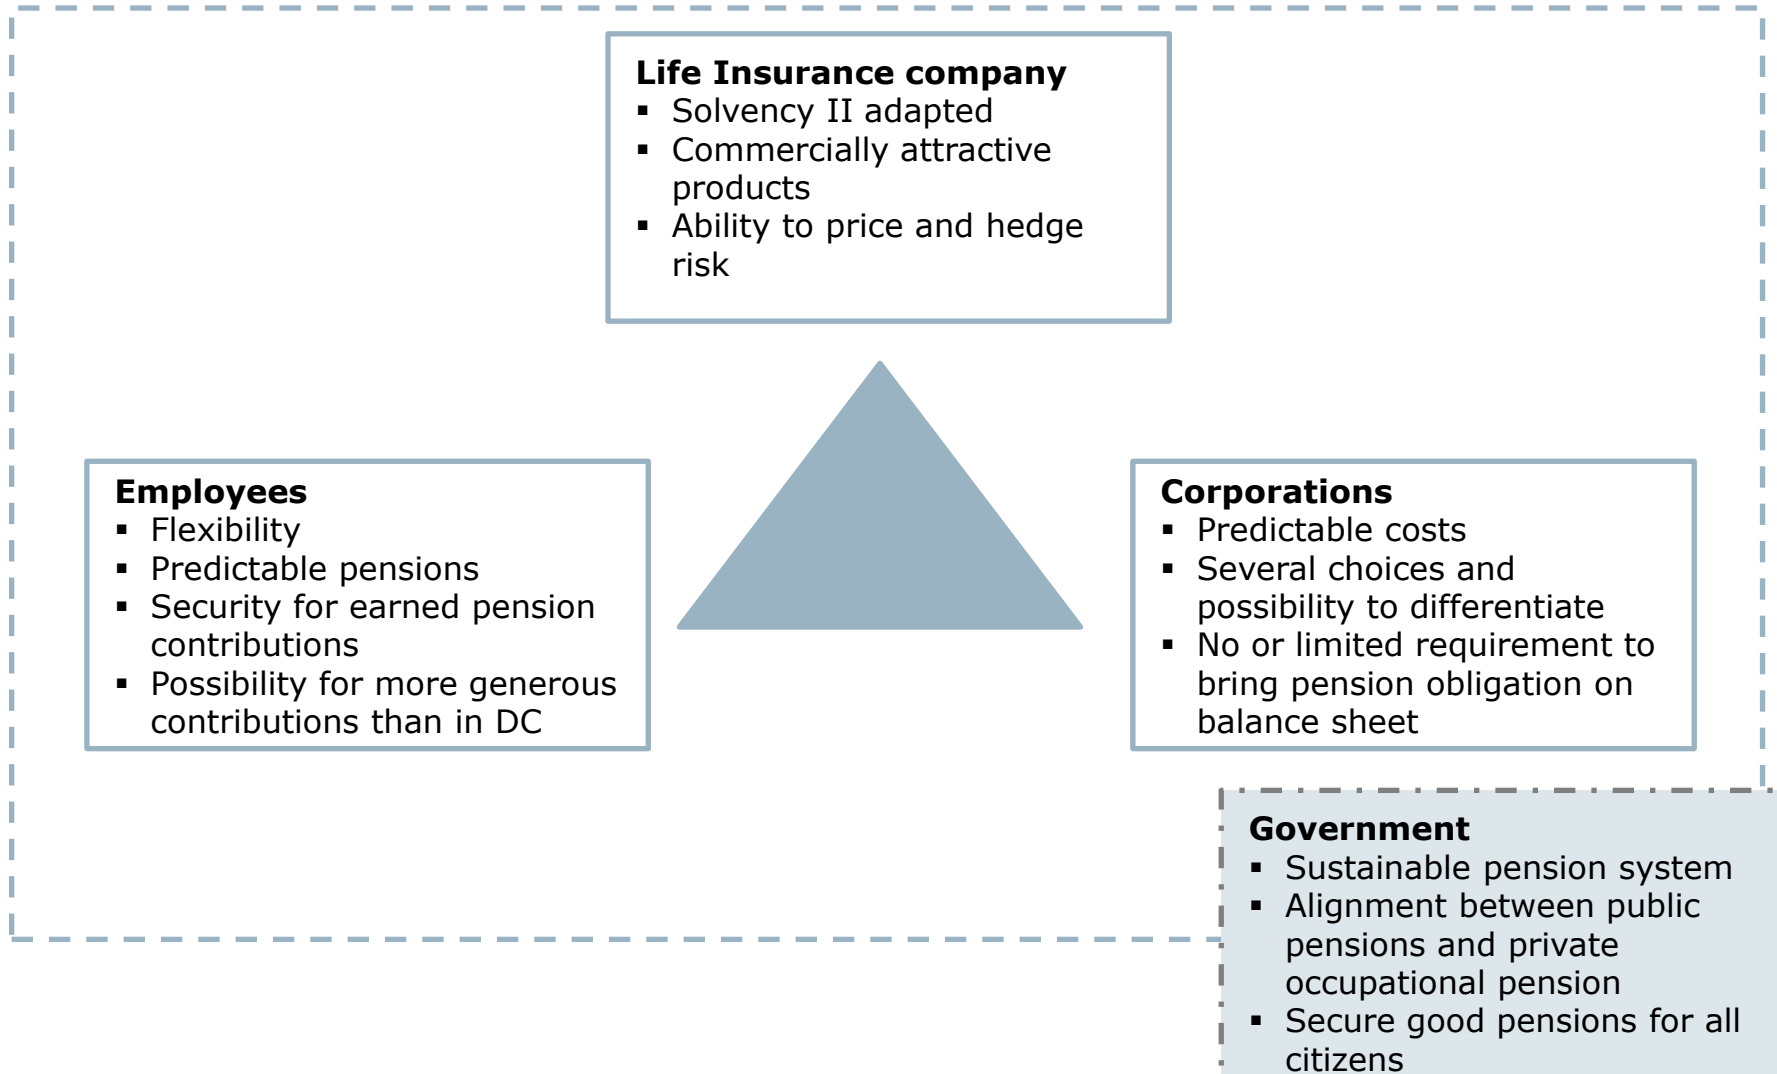 Life Insurance company
▪ Solvency II adapted
▪ Commercially attractive
products
▪ Ability to price and hedge
risk
Employees
▪ Flexibility
▪ Predictable pensions
▪ Security for earned pension
contributions
▪ Possibility for more generous
contributions than in DC
Corporations
▪ Predictable costs
▪ Several choices and
possibility to differentiate
▪ No or limited requirement to
bring pension obligation on
balance sheet
Government
▪ Sustainable pension system
▪ Alignment between public
pensions and private
occupational pension
▪ Secure good pensions for all
citizens